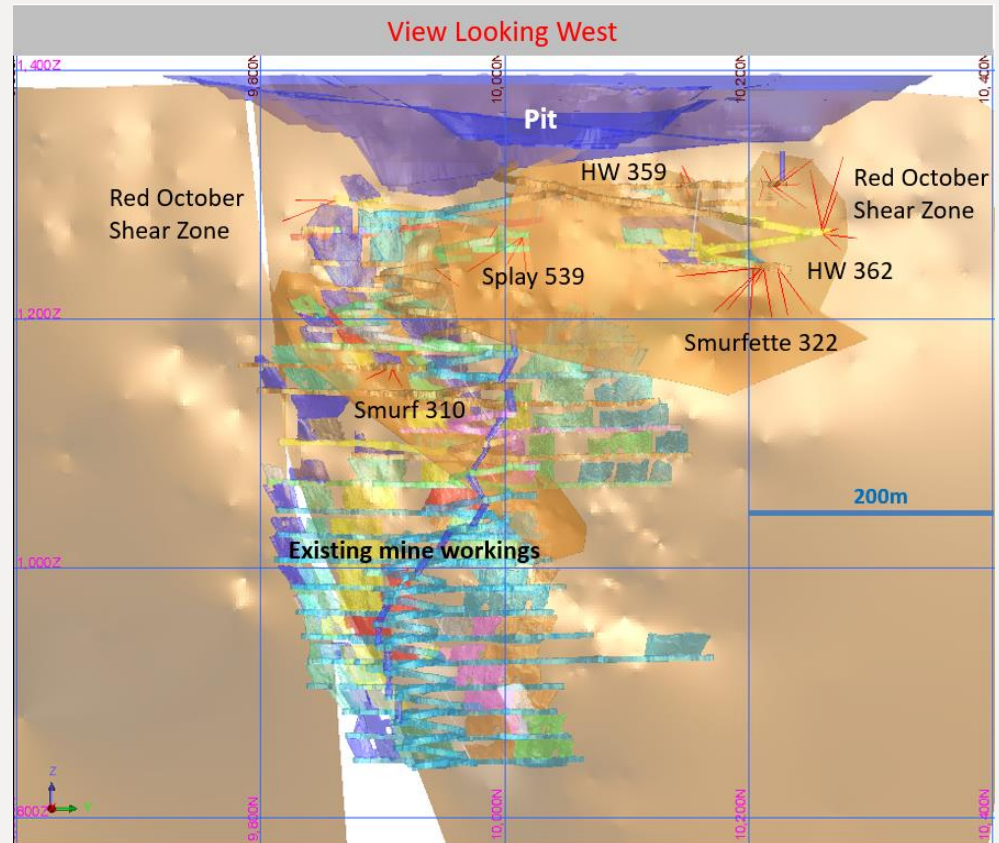 View Looking West
1,400Z
9,800N
10,000N
10,200N
10,400N
Pit
HW 359
Red October
Shear Zone
Red October
Shear Zone
Splay 539
HW 362
1,200Z
Smurfette 322
Smurf 310
200m
Existing mine workings
1,000Z
Z
Y
800Z
9,800N
10,000N
10,200N
10,400N